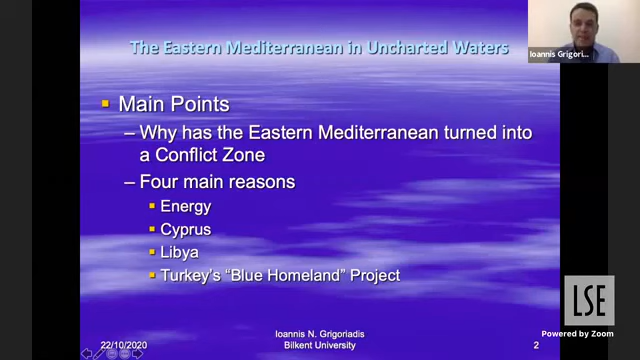 The Eastern Mediterranean in Uncharted Waters
Ioannis Grigori...
Main Points
– Why has the Eastern Mediterranean turned into
a Conflict Zone
– Four main reasons
Energy
Cyprus
Libya
Turkey's “Blue Homeland” Project
LSE
Powered by Zoom
22/10/2020
Ioannis N. Grigoriadis
Bilkent University
2